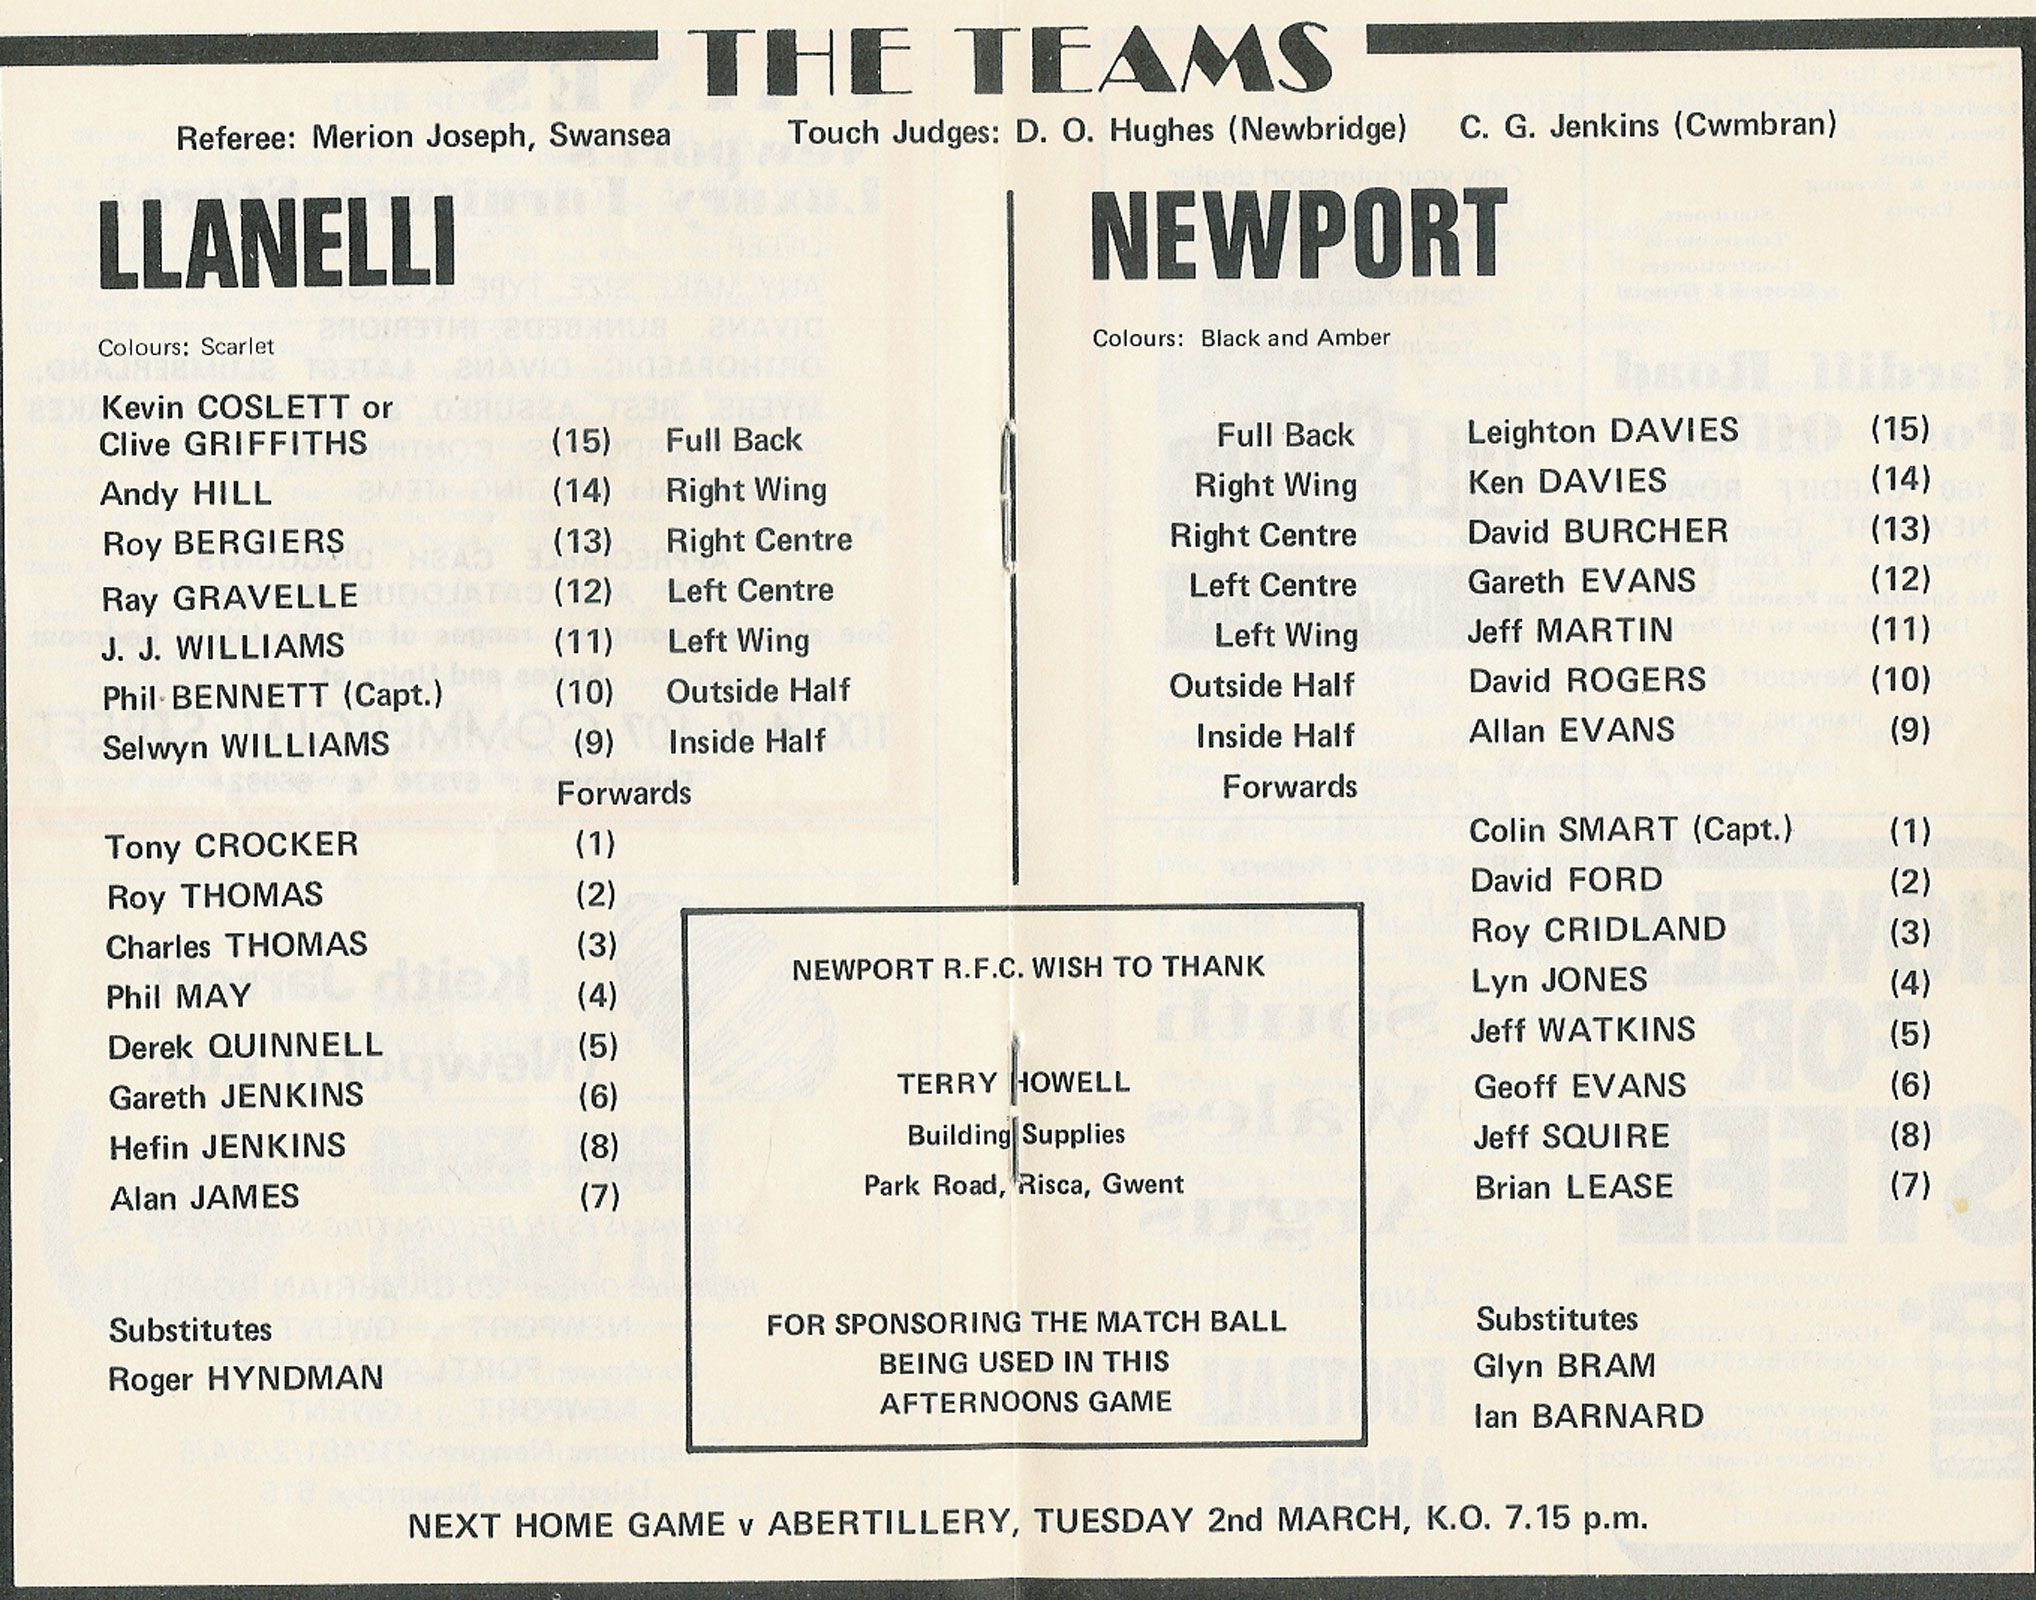 THE TEAMS
Referee: Merion Joseph, Swansea Touch Judges: D. O. Hughes (Newbridge) C. G. Jenkins (Cwmbran)
LLANELLI
Colours: Scarlet
Kevin COSLETT or
Clive GRIFFITHS (15) Full Back
Andy HILL (14) Right Wing
Roy BERGIERS (13) Right Centre
Ray GRAVELLE (12) Left Centre
J. J. WILLIAMS (11) Left Wing
Phil BENNETT (Capt.) (10) Outside Half
Selwyn WILLIAMS (9) Inside Half
Forwards
Tony CROCKER (1)
Roy THOMAS (2)
Charles THOMAS (3)
Phil MAY (4)
Derek QUINNELL (5)
Gareth JENKINS (6)
Hefin JENKINS (8)
Alan JAMES (7)
Substitutes
Roger HYNDMAN
NEWPORT
Colours: Black and Amber
Full Back Leighton DAVIES (15)
Right Wing Ken DAVIES (14)
Right Centre David BURCHER (13)
Left Centre Gareth EVANS (12)
Left Wing Jeff MARTIN (11)
Outside Half David ROGERS (10)
Inside Half Allan EVANS (9)
Forwards
Colin SMART (Capt.) (1)
David FORD (2)
Roy CRIDLAND (3)
Lyn JONES (4)
Jeff WATKINS (5)
Geoff EVANS (6)
Jeff SQUIRE (8)
Brian LEASE (7)
Substitutes
Glyn BRAM
Ian BARNARD
NEWPORT R.F.C. WISH TO THANK
TERRY HOWELL
Building Supplies
Park Road, Risca, Gwent
FOR SPONSORING THE MATCH BALL
BEING USED IN THIS
AFTERNOONS GAME
NEXT HOME GAME v ABERTILLERY, TUESDAY 2nd MARCH, K.O. 7.15 p.m.